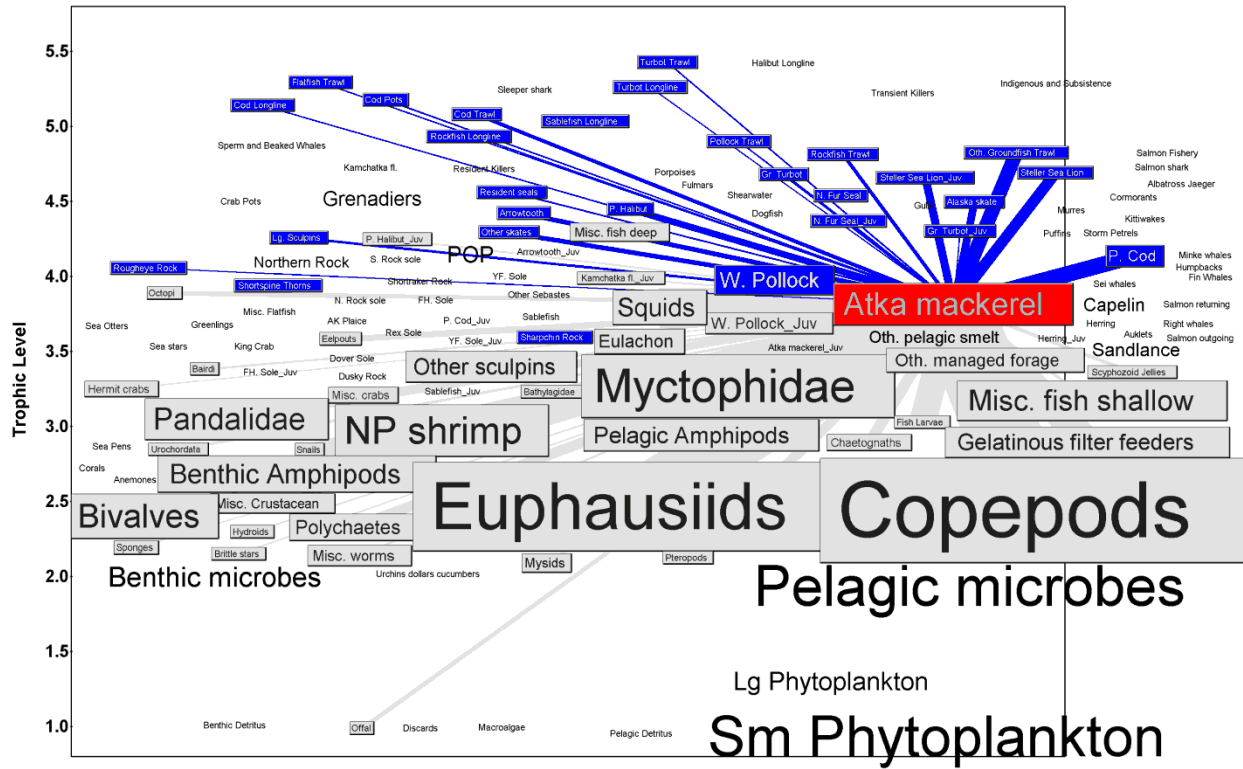 Trophic Level
5.5
5.0
4.5
4.0
3.5
3.0
2.5
2.0
1.5
1.0
Turbot Trawl
Halibut Longline
Flatfish Trawl
Turbot Longline
Indigenous and Subsistence
Sleeper shark
Transient Killers
Cod Longline
Cod Pots
Cod Trawl
Sablefish Longline
Rockfish Longline
Pollock Trawl
Sperm and Beaked Whales
Rockfish Trawl
Oth. Groundfish Trawl
Salmon Fishery
Kamchatka fl.
Resident Killers
Porpoises
Gr. Turbot
Steller Sea Lion_Juv
Steller Sea Lion
Salmon shark
Fulmars
Albatross Jaeger
Crab Pots
Grenadiers
Resident seals
Shearwater
N. Fur Seal
Gulls
Alaska skate
Cormorants
Arrowtooth
P. Halibut
Dogfish
N. Fur Seal_Juv
Murres
Kittiwakes
Lg. Sculpins
P. Halibut_Juv
Other skates
Misc. fish deep
Gr. Turbot_Juv
Puffins
Storm Petrels
Northern Rock
S. Rock sole
POP
Arrowtooth_Juv
P. Cod
Minke whales
Rougheye Rock
Humpbacks
Shortspine Thorns
Shortraker Rock
YF. Sole
Kamchatka fl._Juv
W. Pollock
Sei whales
Fin Whales
Octopi
N. Rock sole
FH. Sole
Other Sebastes
Squids
Atka mackerel
Capelin
Salmon returning
Misc. Flatfish
Sea Otters
Greenlings
AK Plaice
P. Cod_Juv
Sablefish
W. Pollock_Juv
Herring
Right whales
Rex Sole
Auklets
Sea stars
King Crab
Eelpouts
YF. Sole_Juv
Sharpchin Rock
Eulachon
Atka mackerel_Juv
Oth. pelagic smelt
Herring_Juv
Salmon outgoing
Bairdi
FH. Sole_Juv
Dover Sole
Other sculpins
Oth. managed forage
Sandlance
Scyphozoid Jellies
Hermit crabs
Dusky Rock
Misc. crabs
Sablefish_Juv
Bathylagidae
Myctophidae
Misc. fish shallow
Pandalidae
NP shrimp
Pelagic Amphipods
Fish Larvae
Sea Pens
Urochordata
Snails
Chaetognaths
Gelatinous filter feeders
Corals
Anemones
Benthic Amphipods
Bivalves
Misc. Crustacean
Euphausiids
Copepods
Hydroids
Polychaetes
Sponges
Brittle stars
Misc. worms
Mysids
Pteropods
Benthic microbes
Urchins dollars cucumbers
Pelagic microbes
Lg Phytoplankton
Benthic Detritus
Offal
Discards
Macroalgae
Pelagic Detritus
Sm Phytoplankton